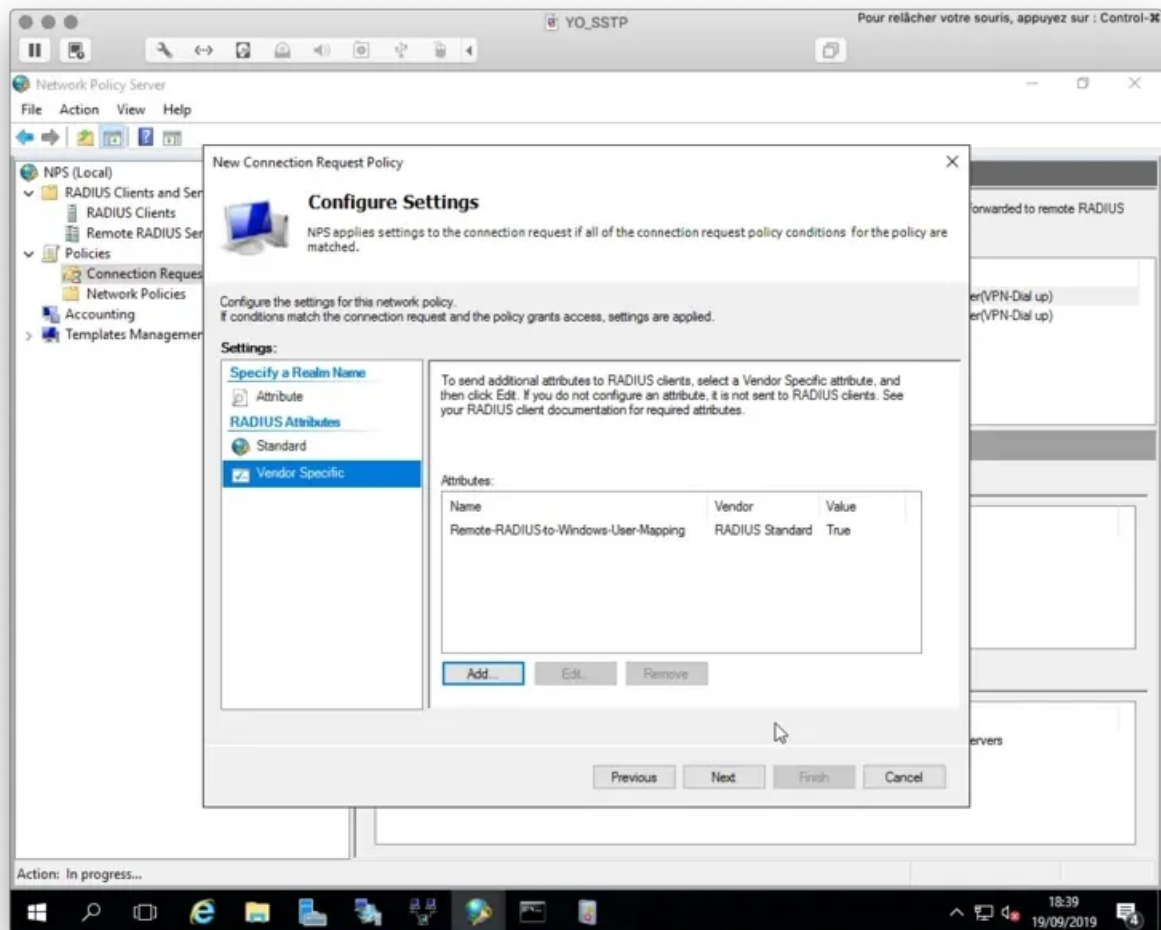 YO_SSTP
Pour relâcher votre souris, appuyez sur : Control-⌘
Network Policy Server
File Action View Help
NPS (Local)
RADIUS Clients and Ser
RADIUS Clients
Remote RADIUS Ser
Policies
Connection Reques
Network Policies
Accounting
Templates Managemer
New Connection Request Policy
Configure Settings
NPS applies settings to the connection request if all of the connection request policy conditions for the policy are
matched.
Configure the settings for this network policy.
If conditions match the connection request and the policy grants access, settings are applied.
Settings:
Specify a Realm Name
Attribute
RADIUS Attributes
Standard
Vendor Specific
To send additional attributes to RADIUS clients, select a Vendor Specific attribute, and
then click Edit. If you do not configure an attribute, it is not sent to RADIUS clients. See
your RADIUS client documentation for required attributes.
Attributes:
Name Vendor Value
Remote-RADIUS-to-Windows-User-Mapping RADIUS Standard True
Add... Edit... Remove
Previous Next Finish Cancel
forwarded to remote RADIUS
er(VPN-Dial up)
er(VPN-Dial up)
ervers
Action: In progress...
18:39
19/09/2019
4